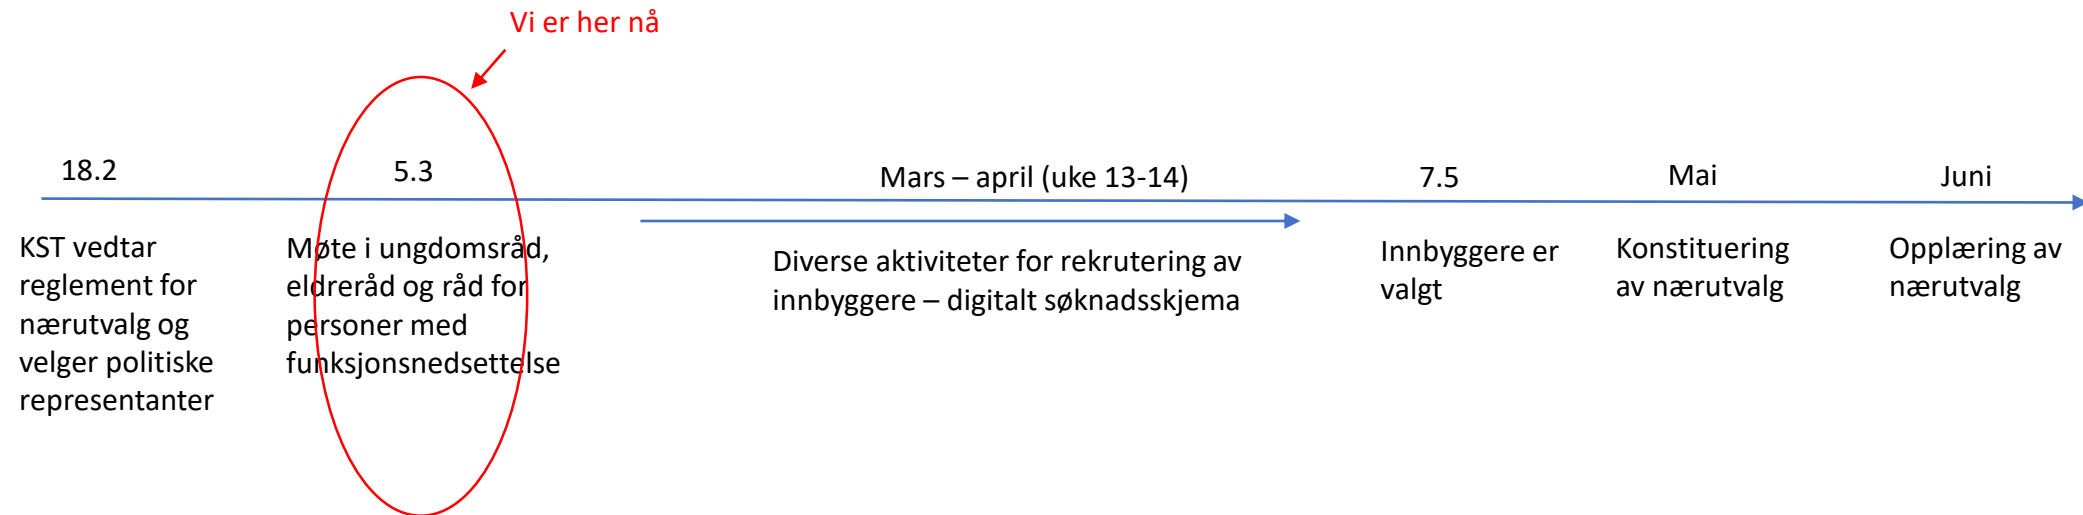 Vi er her nå
18.2
KST vedtar
reglement for
nærutvalg og
velger politiske
representanter
5.3
Møte i ungdomsråd,
eldreråd og råd for
personer med
funksjonsnedsettelse
Mars – april (uke 13-14)
Diverse aktiviteter for rekrutering av
innbyggere – digitalt søknadsskjema
7.5
Innbyggere er
valgt
Mai
Konstituering
av nærutvalg
Juni
Opplæring av
nærutvalg